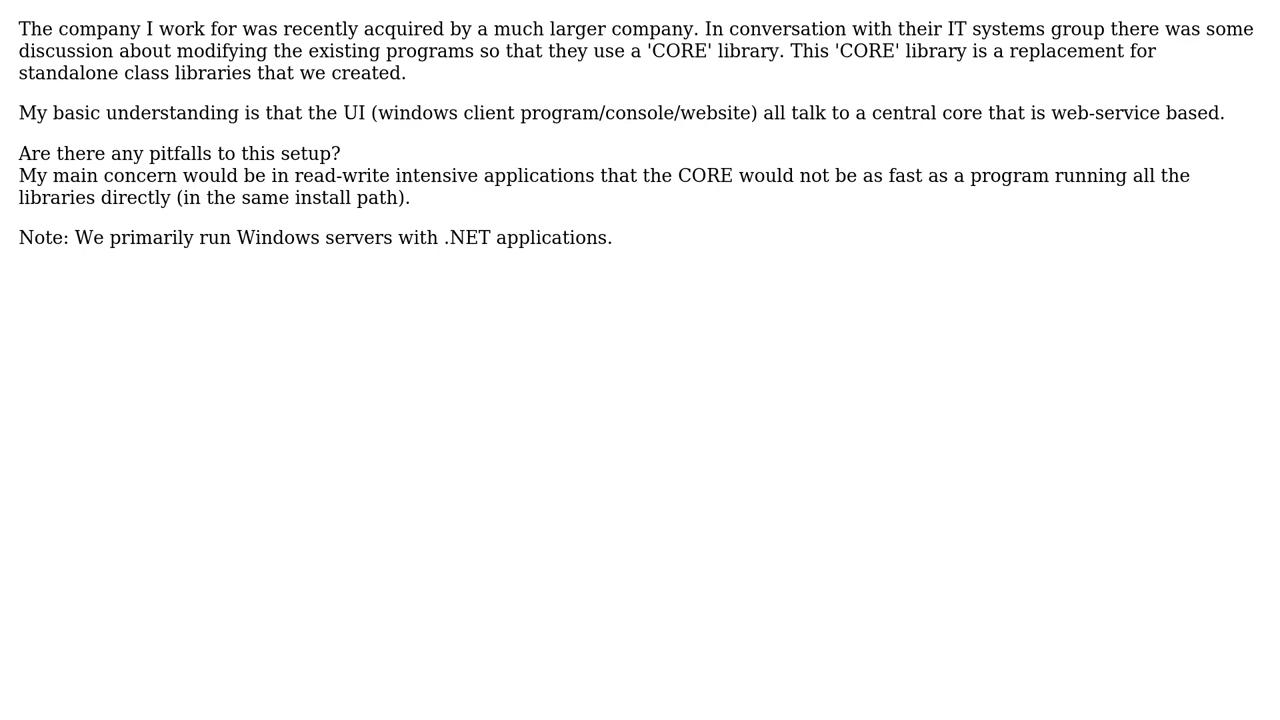 The company I work for was recently acquired by a much larger company. In conversation with their IT systems group there was some
discussion about modifying the existing programs so that they use a 'CORE' library. This 'CORE' library is a replacement for
standalone class libraries that we created.
My basic understanding is that the UI (windows client program/console/website) all talk to a central core that is web-service based.
Are there any pitfalls to this setup?
My main concern would be in read-write intensive applications that the CORE would not be as fast as a program running all the
libraries directly (in the same install path).
Note: We primarily run Windows servers with .NET applications.